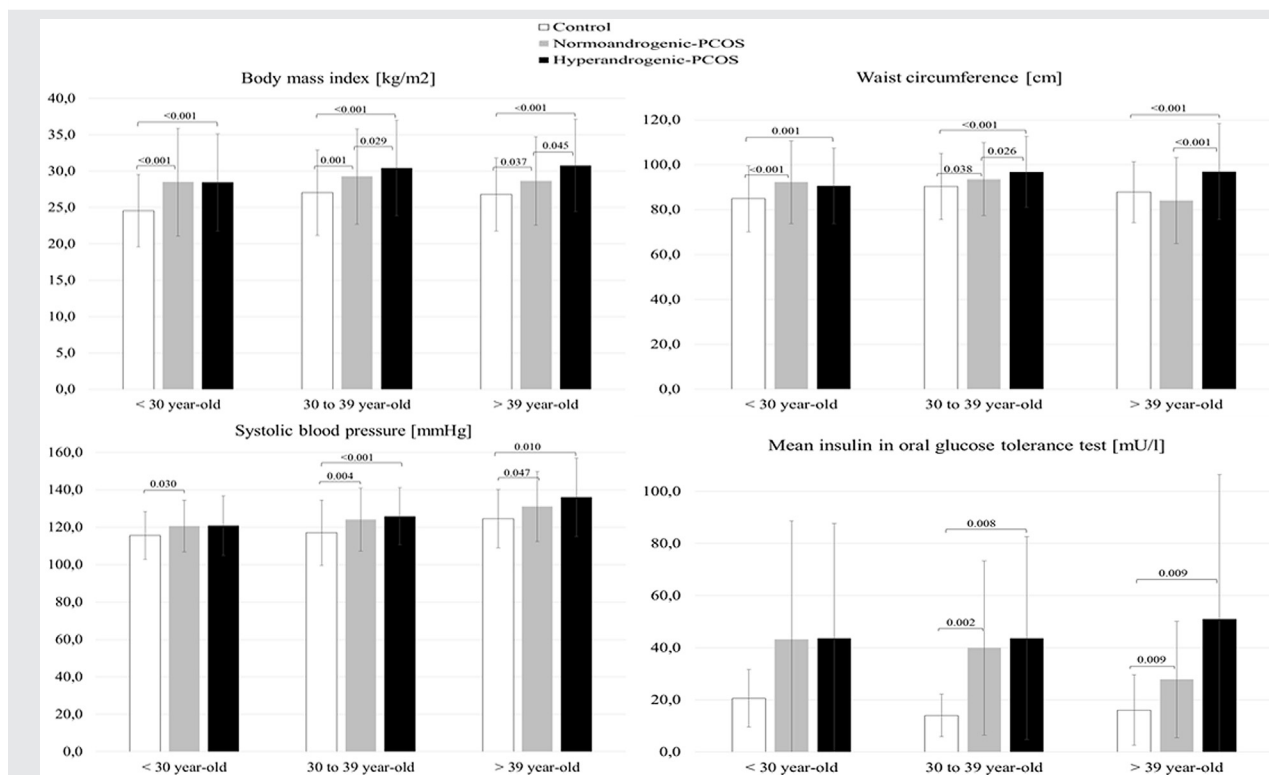 Control
Normoandrogenic-PCOS
Hyperandrogenic-PCOS
Body mass index [kg/m2]
40,0
35,0
30,0
25,0
20,0
15,0
10,0
5,0
0,0
<0.001
<0.001
<0.001
0.001
0.029
<0.001
0.037
0.045
< 30 year-old
30 to 39 year-old
> 39 year-old
Waist circumference [cm]
120,0
100,0
80,0
60,0
40,0
20,0
0,0
0.001
<0.001
<0.001
0.038
0.026
<0.001
<0.001
< 30 year-old
30 to 39 year-old
> 39 year-old
Systolic blood pressure [mmHg]
160,0
140,0
120,0
100,0
80,0
60,0
40,0
20,0
0,0
0.030
<0.001
0.004
0.010
0.047
< 30 year-old
30 to 39 year-old
> 39 year-old
Mean insulin in oral glucose tolerance test [mU/l]
100,0
80,0
60,0
40,0
20,0
0,0
0.008
0.002
0.009
0.009
< 30 year-old
30 to 39 year-old
> 39 year-old